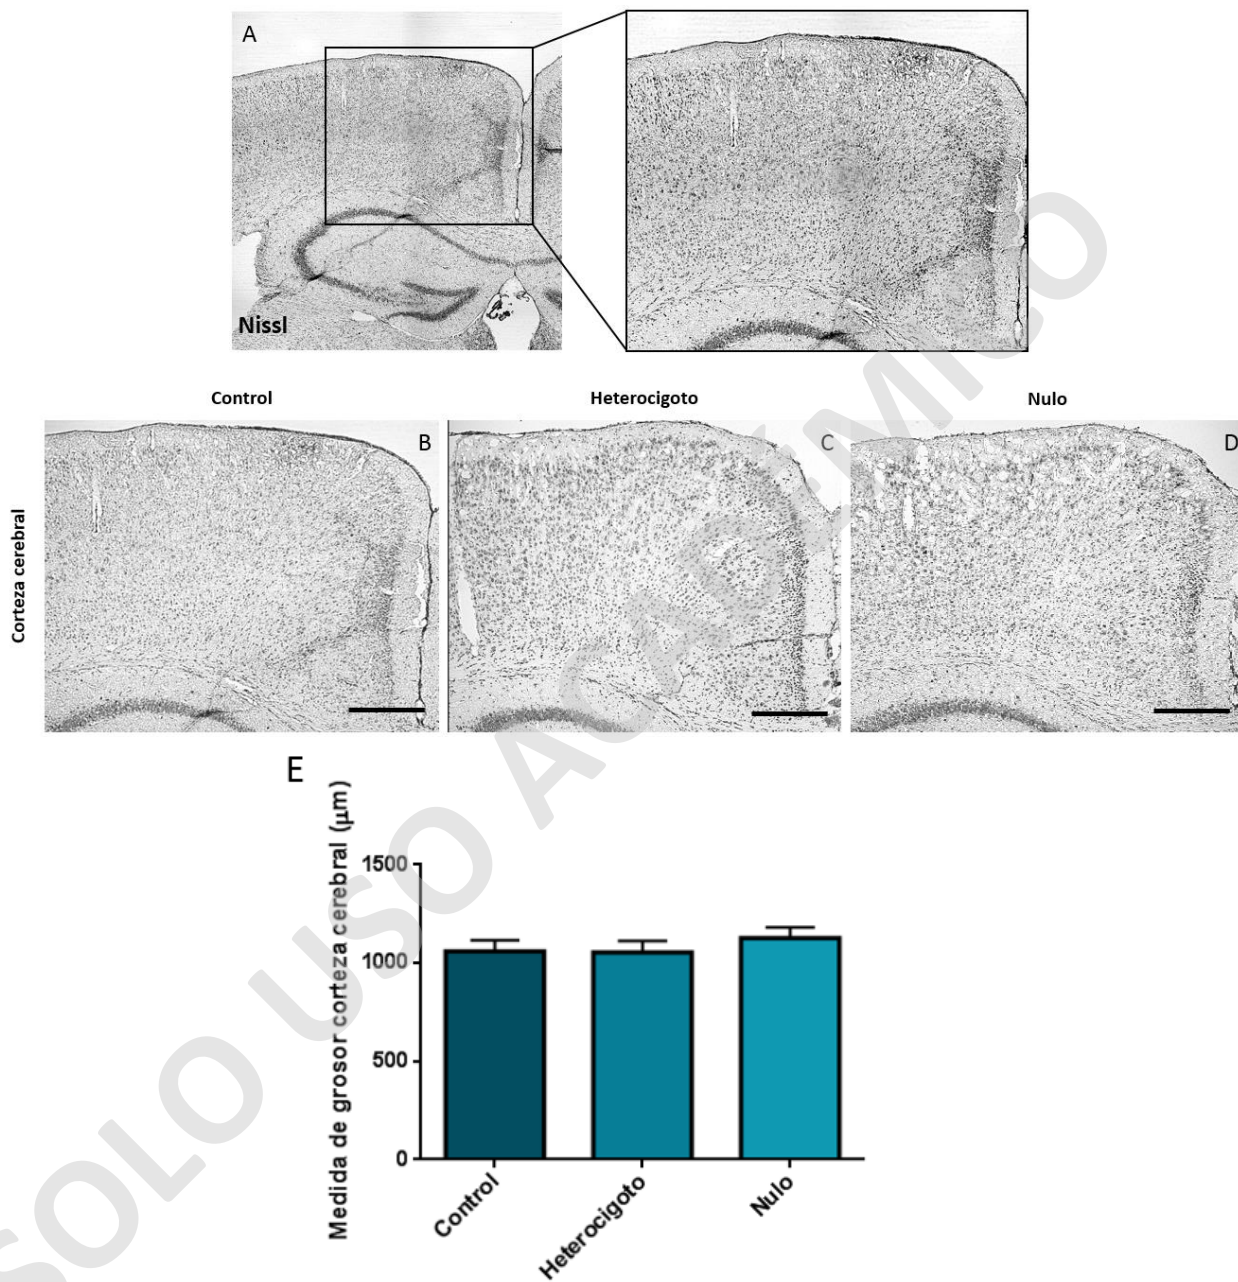 A
Nissl
Control
Heterocigoto
Nulo
Corteza cerebral
B
C
D
E
Medida de grosor corteza cerebral (µm)
1500
1000
500
0
Control
Heterocigoto
Nulo
SOLO USO ACADÉMICO